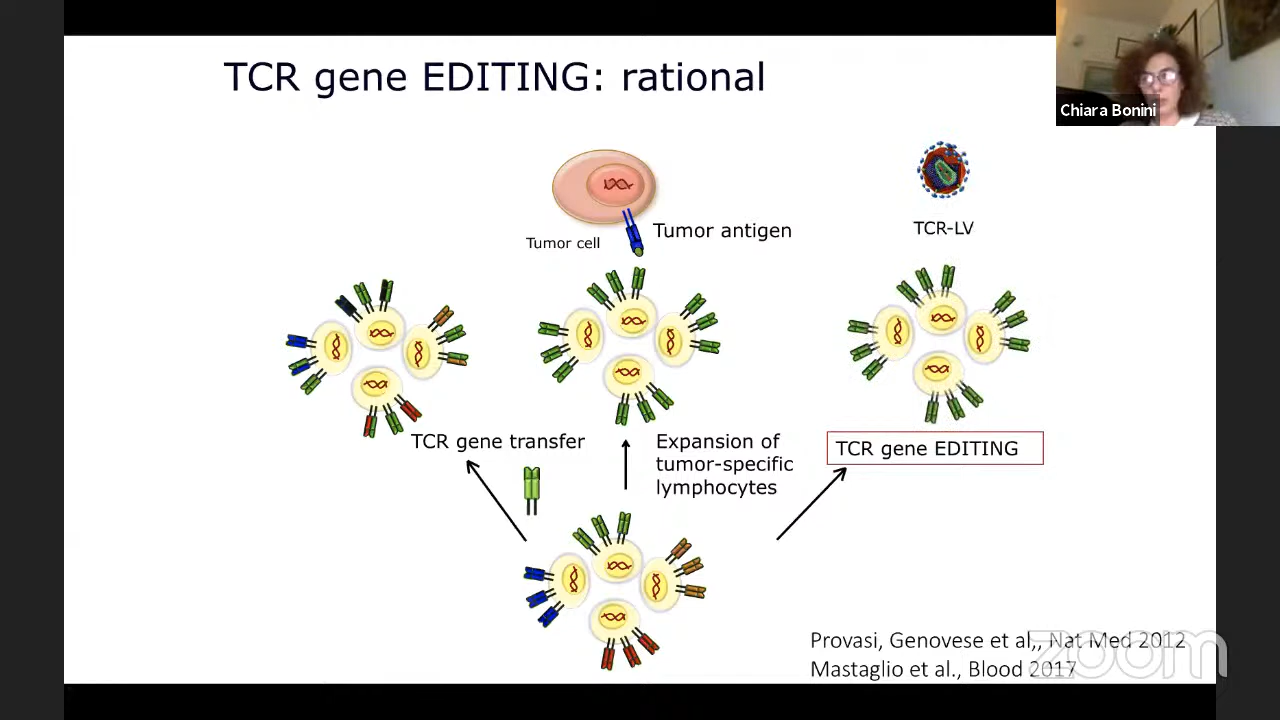 TCR gene EDITING: rational
Chiara Bonini
Tumor cell
Tumor antigen
TCR-LV
TCR gene transfer
Expansion of
tumor-specific
lymphocytes
TCR gene EDITING
Provasi, Genovese et al,, Nat Med 2012
Mastaglio et al., Blood 2017
zoom